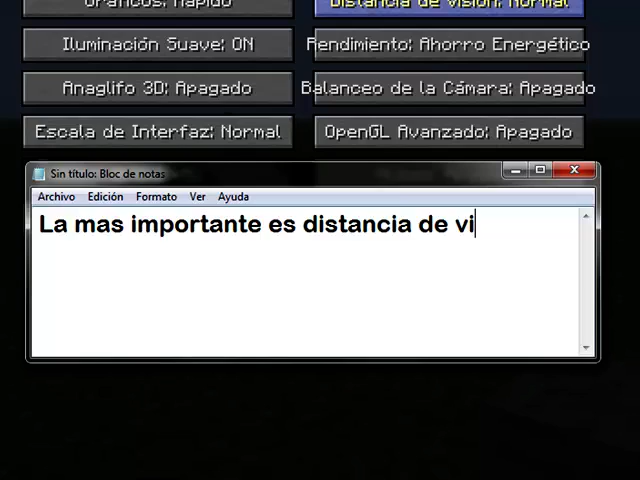 Gráficos: Rápido
Distancia de visión: Normal
Iluminación Suave: ON
Rendimiento: Ahorro Energético
Anaglifo 3D: Apagado
Balanceo de la Cámara: Apagado
Escala de Interfaz: Normal
OpenGL Avanzado: Apagado
Sin título: Bloc de notas
Archivo Edición Formato Ver Ayuda
La mas importante es distancia de vi